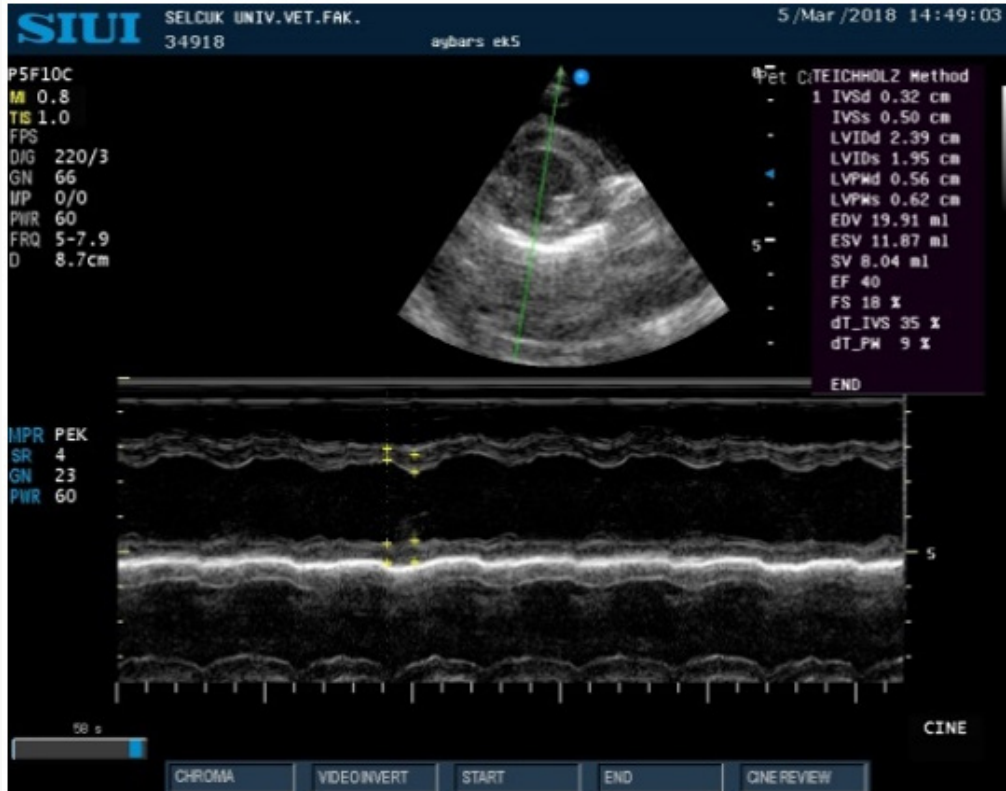 SIUI
SELCUK UNIV.VET.FAK.
34918
aybars ek5
5/Mar/2018 14:49:03
P5F10C
MI 0.8
TIS 1.0
FPS
D/G 220/3
GN 66
I/P 0/0
PWR 60
FRQ 5-7.9
D 8.7cm
0
Pet Ca
5
TEICHHOLZ Method
1 IVSd 0.32 cm
IVSs 0.50 cm
LVIDd 2.39 cm
LVIDs 1.95 cm
LVPWd 0.56 cm
LVPWs 0.62 cm
EDV 19.91 ml
ESV 11.87 ml
SV 8.04 ml
EF 40
FS 18 %
dT_IVS 35 %
dT_PW 9 %
END
MPR PEK
SR 4
GN 23
PWR 60
5
58 s
CINE
CHROMA
VIDEOINVERT
START
END
CINE REVIEW